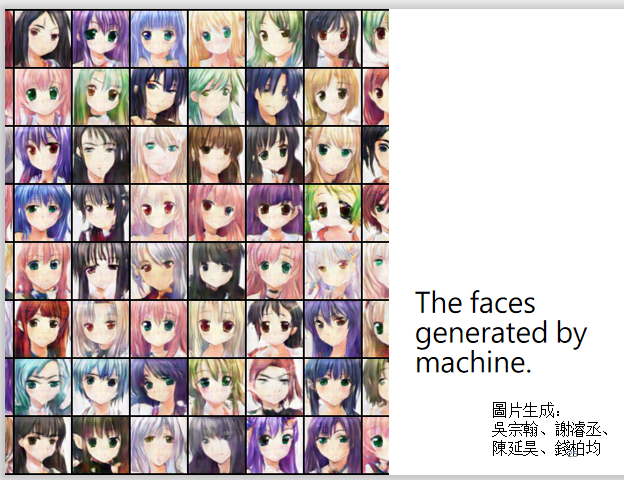 The faces
generated by
machine.
圖片生成：
吳宗翰、謝濬丞、
陳延昊、錢柏均